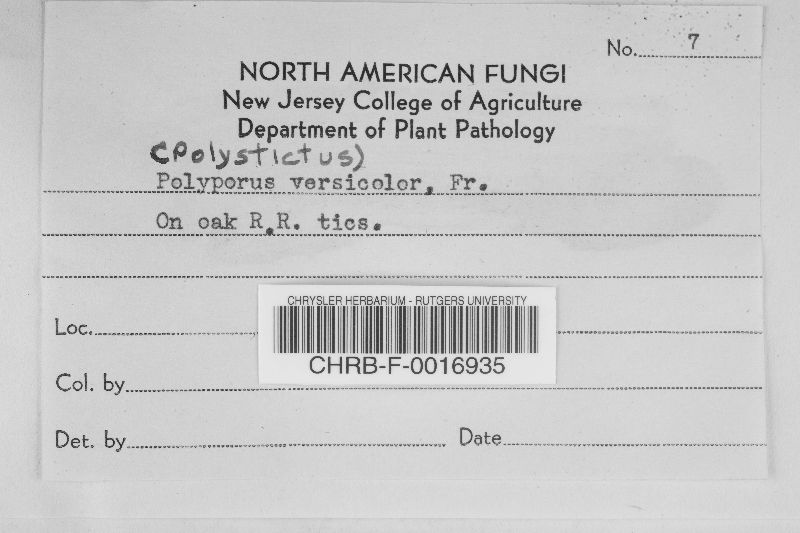 No. 7
NORTH AMERICAN FUNGI
New Jersey College of Agriculture
Department of Plant Pathology
(Polystictus)
Polyporus versicolor, Fr.
On oak R.R. tics.
CHRYSLER HERBARIUM - RUTGERS UNIVERSITY
CHRB-F-0016935
Loc.
Col. by
Det. by
Date